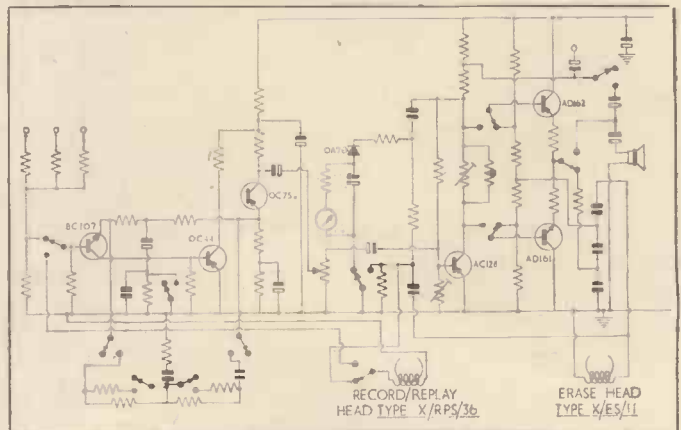 BC107
OC44
OC75
OA70
AC128
AD162
AD161
RECORD/REPLAY
HEAD TYPE X/RPS/36
ERASE HEAD
TYPE X/ES/11